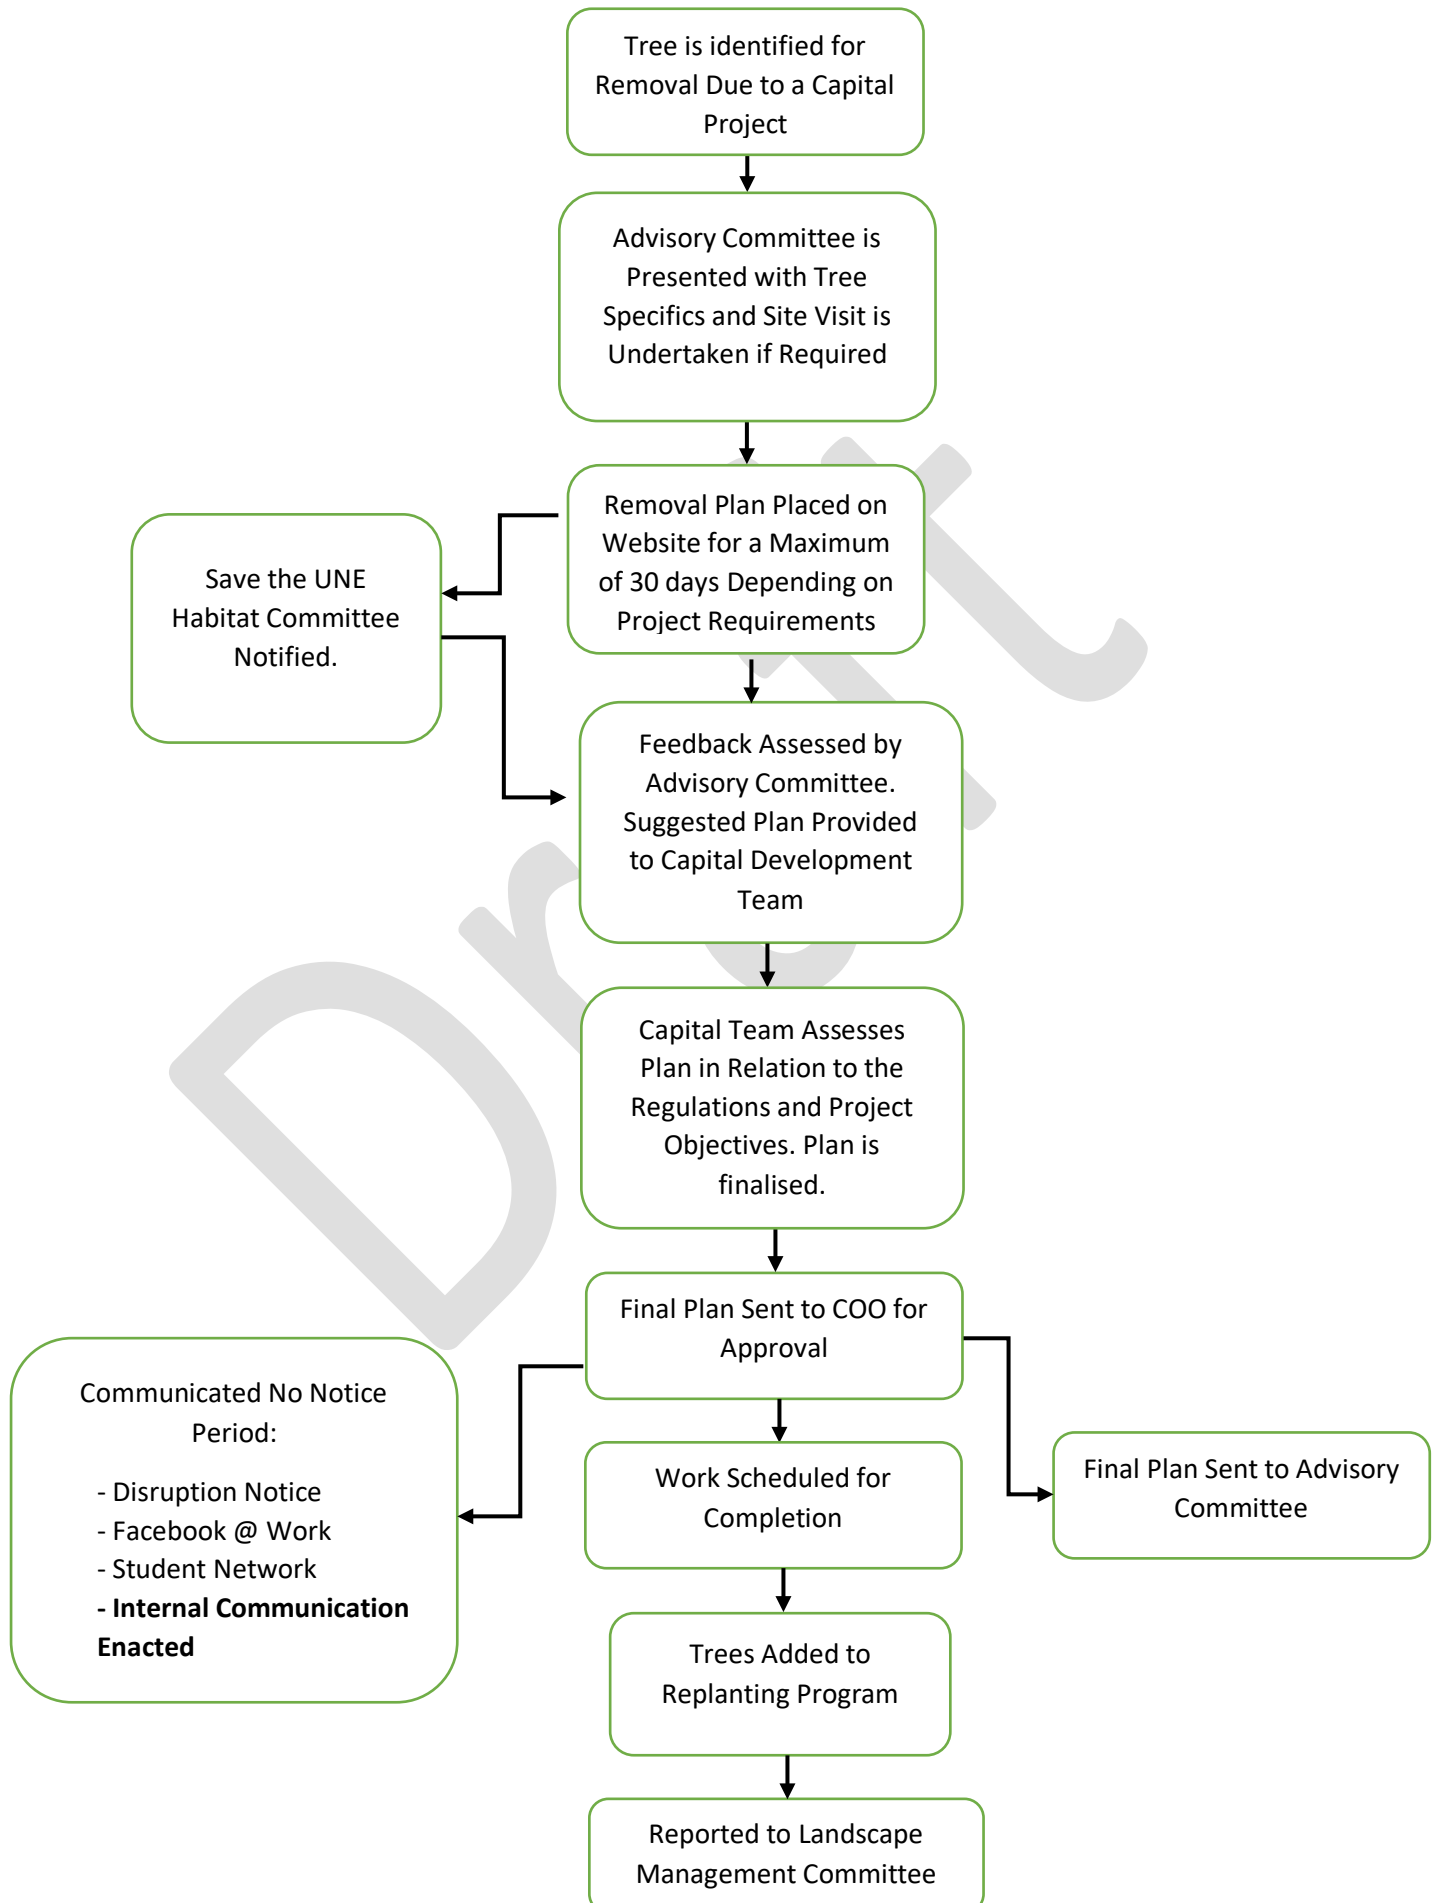 Tree is identified for
Removal Due to a Capital
Project
Advisory Committee is
Presented with Tree
Specifics and Site Visit is
Undertaken if Required
Removal Plan Placed on
Website for a Maximum
of 30 days Depending on
Project Requirements
Save the UNE
Habitat Committee
Notified.
Feedback Assessed by
Advisory Committee.
Suggested Plan Provided
to Capital Development
Team
Capital Team Assesses
Plan in Relation to the
Regulations and Project
Objectives. Plan is
finalised.
Final Plan Sent to COO for
Approval
Communicated No Notice
Period:
- Disruption Notice
- Facebook @ Work
- Student Network
- Internal Communication
Enacted
Work Scheduled for
Completion
Final Plan Sent to Advisory
Committee
Trees Added to
Replanting Program
Reported to Landscape
Management Committee
Draft